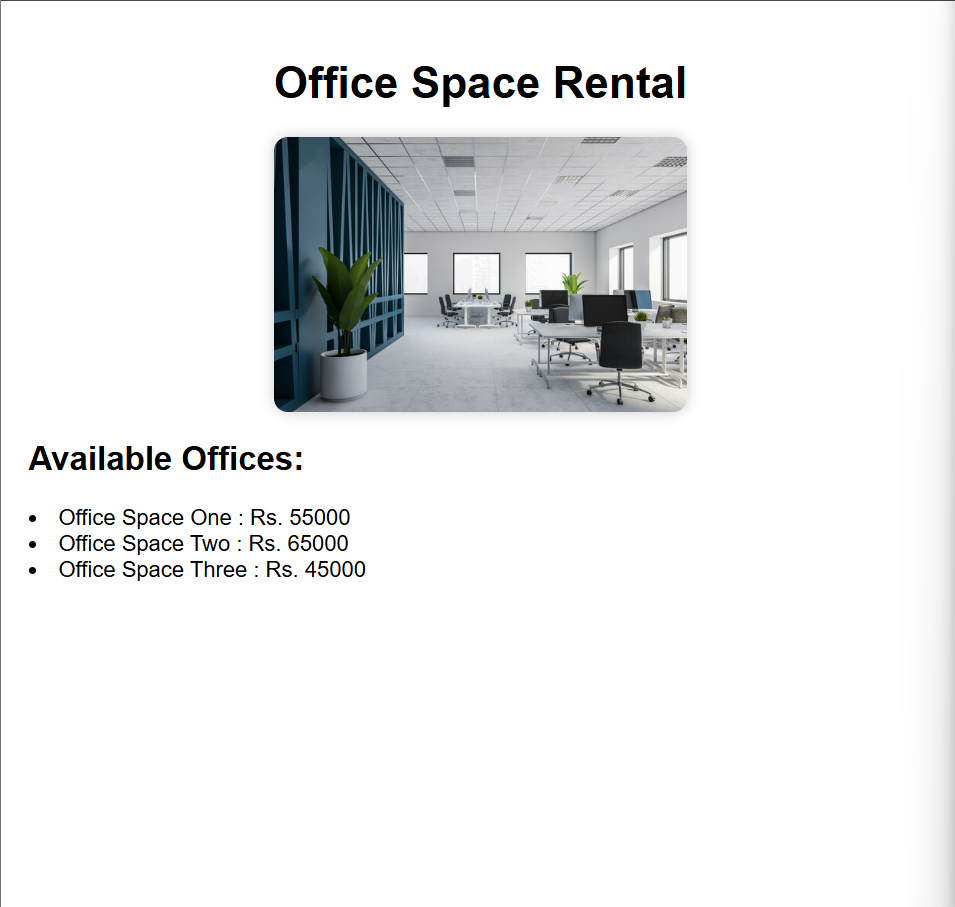 Office Space Rental
Available Offices:
Office Space One : Rs. 55000
Office Space Two : Rs. 65000
Office Space Three : Rs. 45000